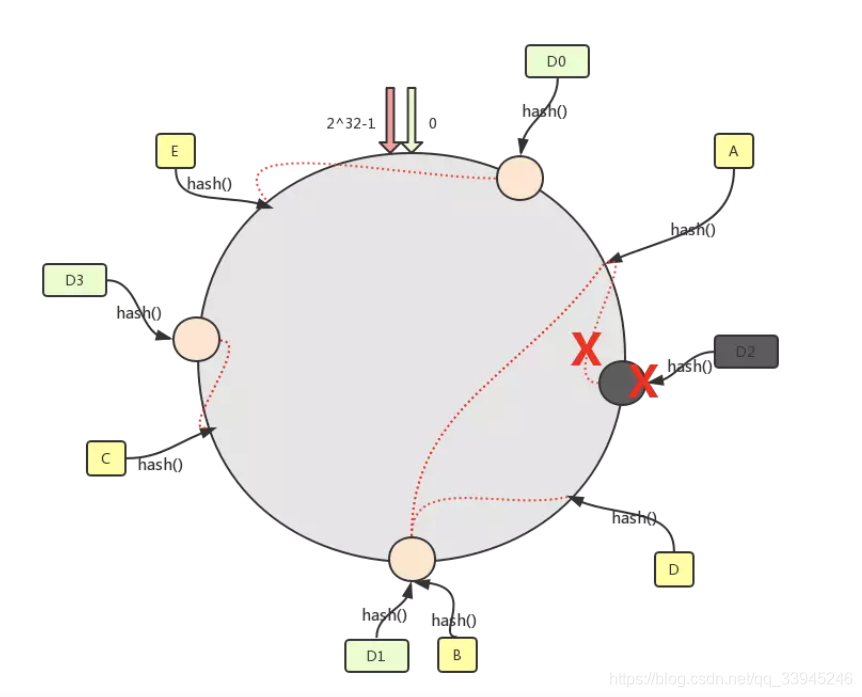 D0
2^32-1
0
hash()
E
A
hash()
hash()
D3
hash()
X
D2
hash()
X
C
hash()
hash()
D
hash()
hash()
D1
B
https://blog.csdn.net/qq_33945246